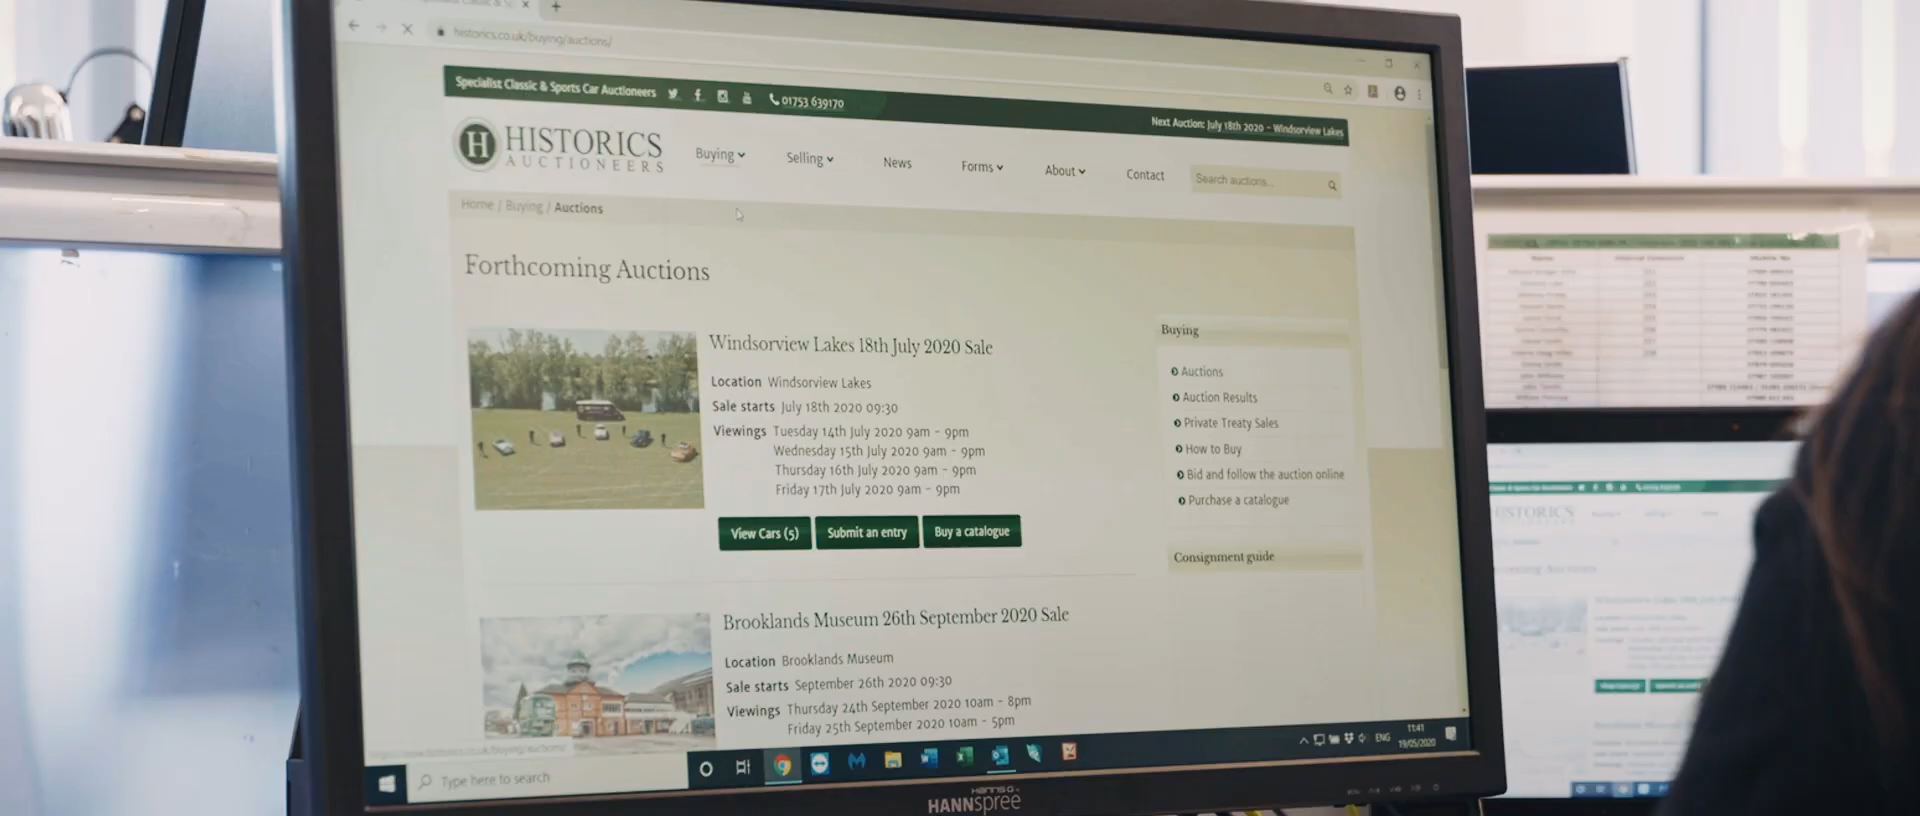 historics.co.uk/buying/auctions/
Specialist Classic & Sports Car Auctioneers 01753 639170
Next Auction: July 18th 2020 - Windsorview Lakes
H HISTORICS
AUCTIONEERS
Buying Selling News Forms About Contact Search auctions...
Home / Buying / Auctions
Forthcoming Auctions
Windsorview Lakes 18th July 2020 Sale
Location Windsorview Lakes
Sale starts July 18th 2020 09:30
Viewings Tuesday 14th July 2020 9am - 9pm
Wednesday 15th July 2020 9am - 9pm
Thursday 16th July 2020 9am - 9pm
Friday 17th July 2020 9am - 9pm
View Cars (5) Submit an entry Buy a catalogue
Buying
Auctions
Auction Results
Private Treaty Sales
How to Buy
Bid and follow the auction online
Purchase a catalogue
Consignment guide
Brooklands Museum 26th September 2020 Sale
Location Brooklands Museum
Sale starts September 26th 2020 09:30
Viewings Thursday 24th September 2020 10am - 8pm
Friday 25th September 2020 10am - 5pm
Type here to search
ENG
11:41
19/05/2020
HANNS-G
HANNSpree